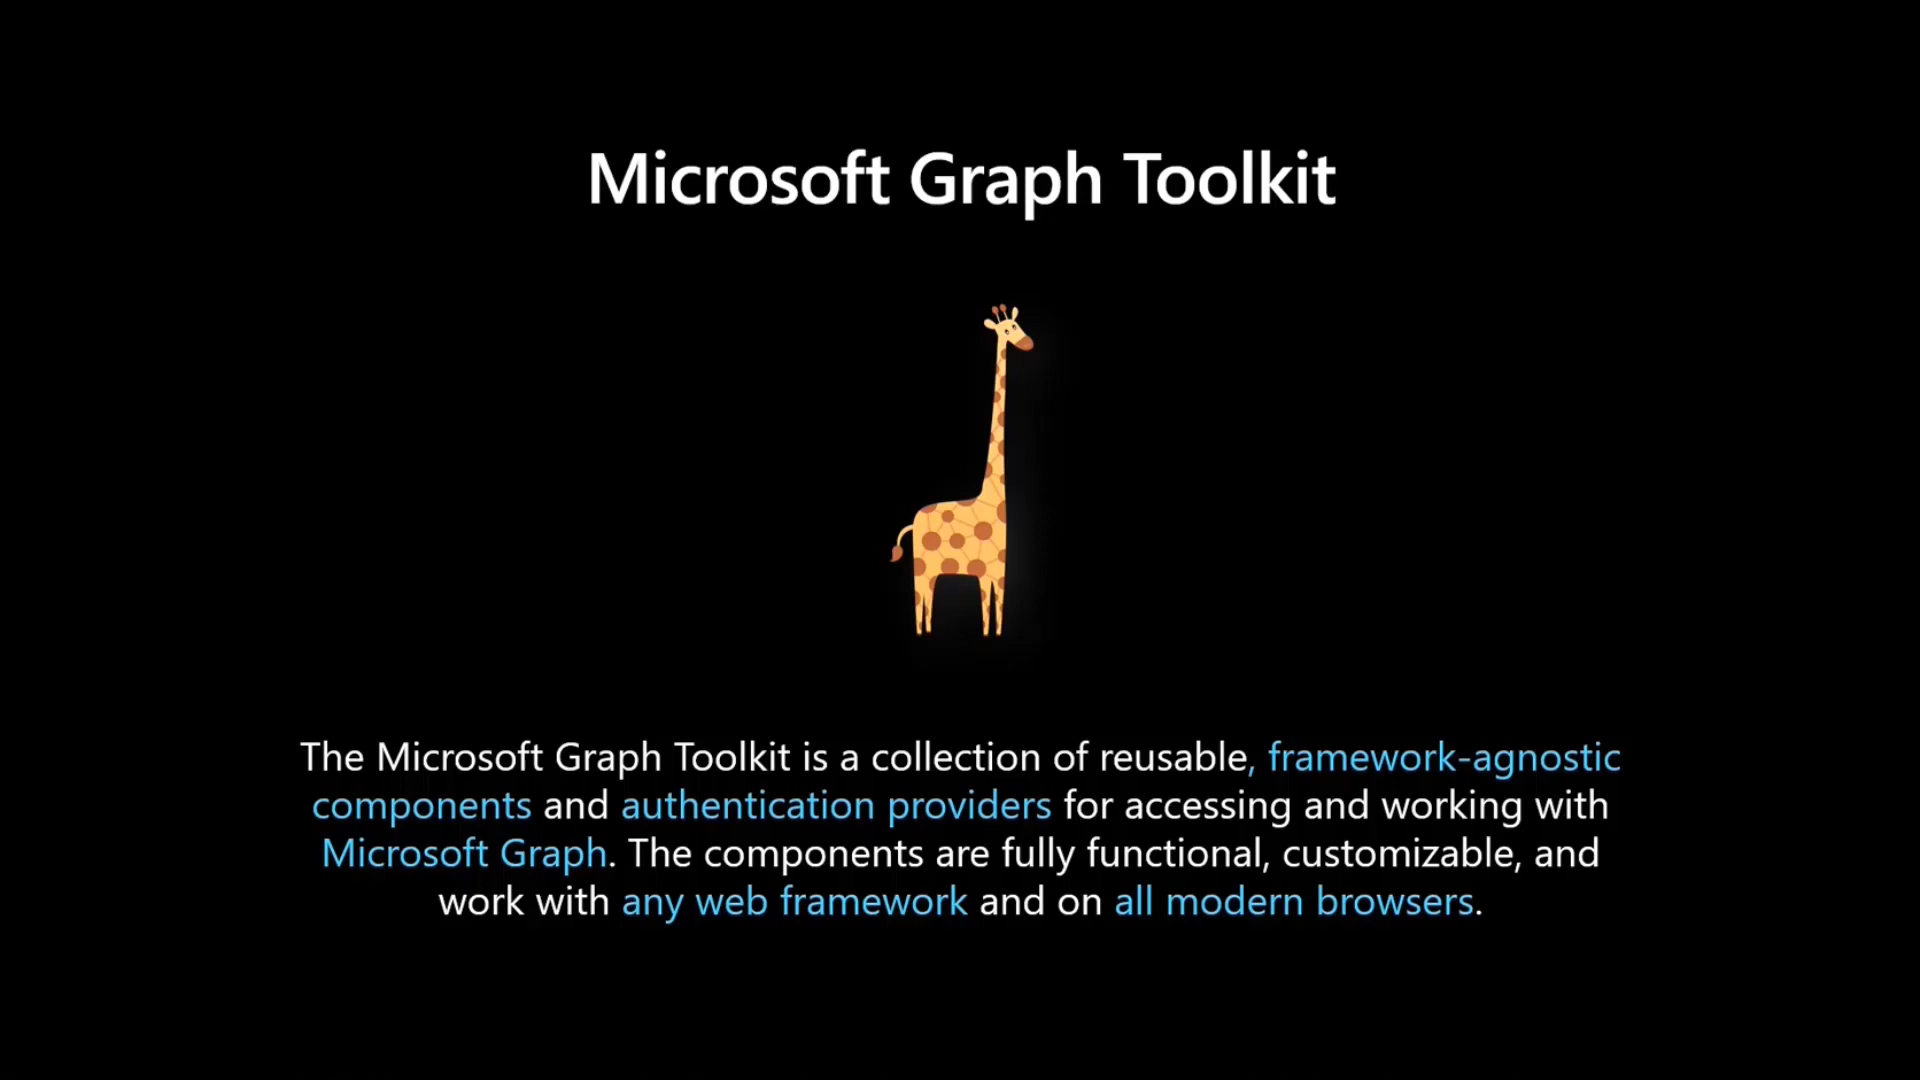 Microsoft Graph Toolkit
The Microsoft Graph Toolkit is a collection of reusable, framework-agnostic
components and authentication providers for accessing and working with
Microsoft Graph. The components are fully functional, customizable, and
work with any web framework and on all modern browsers.